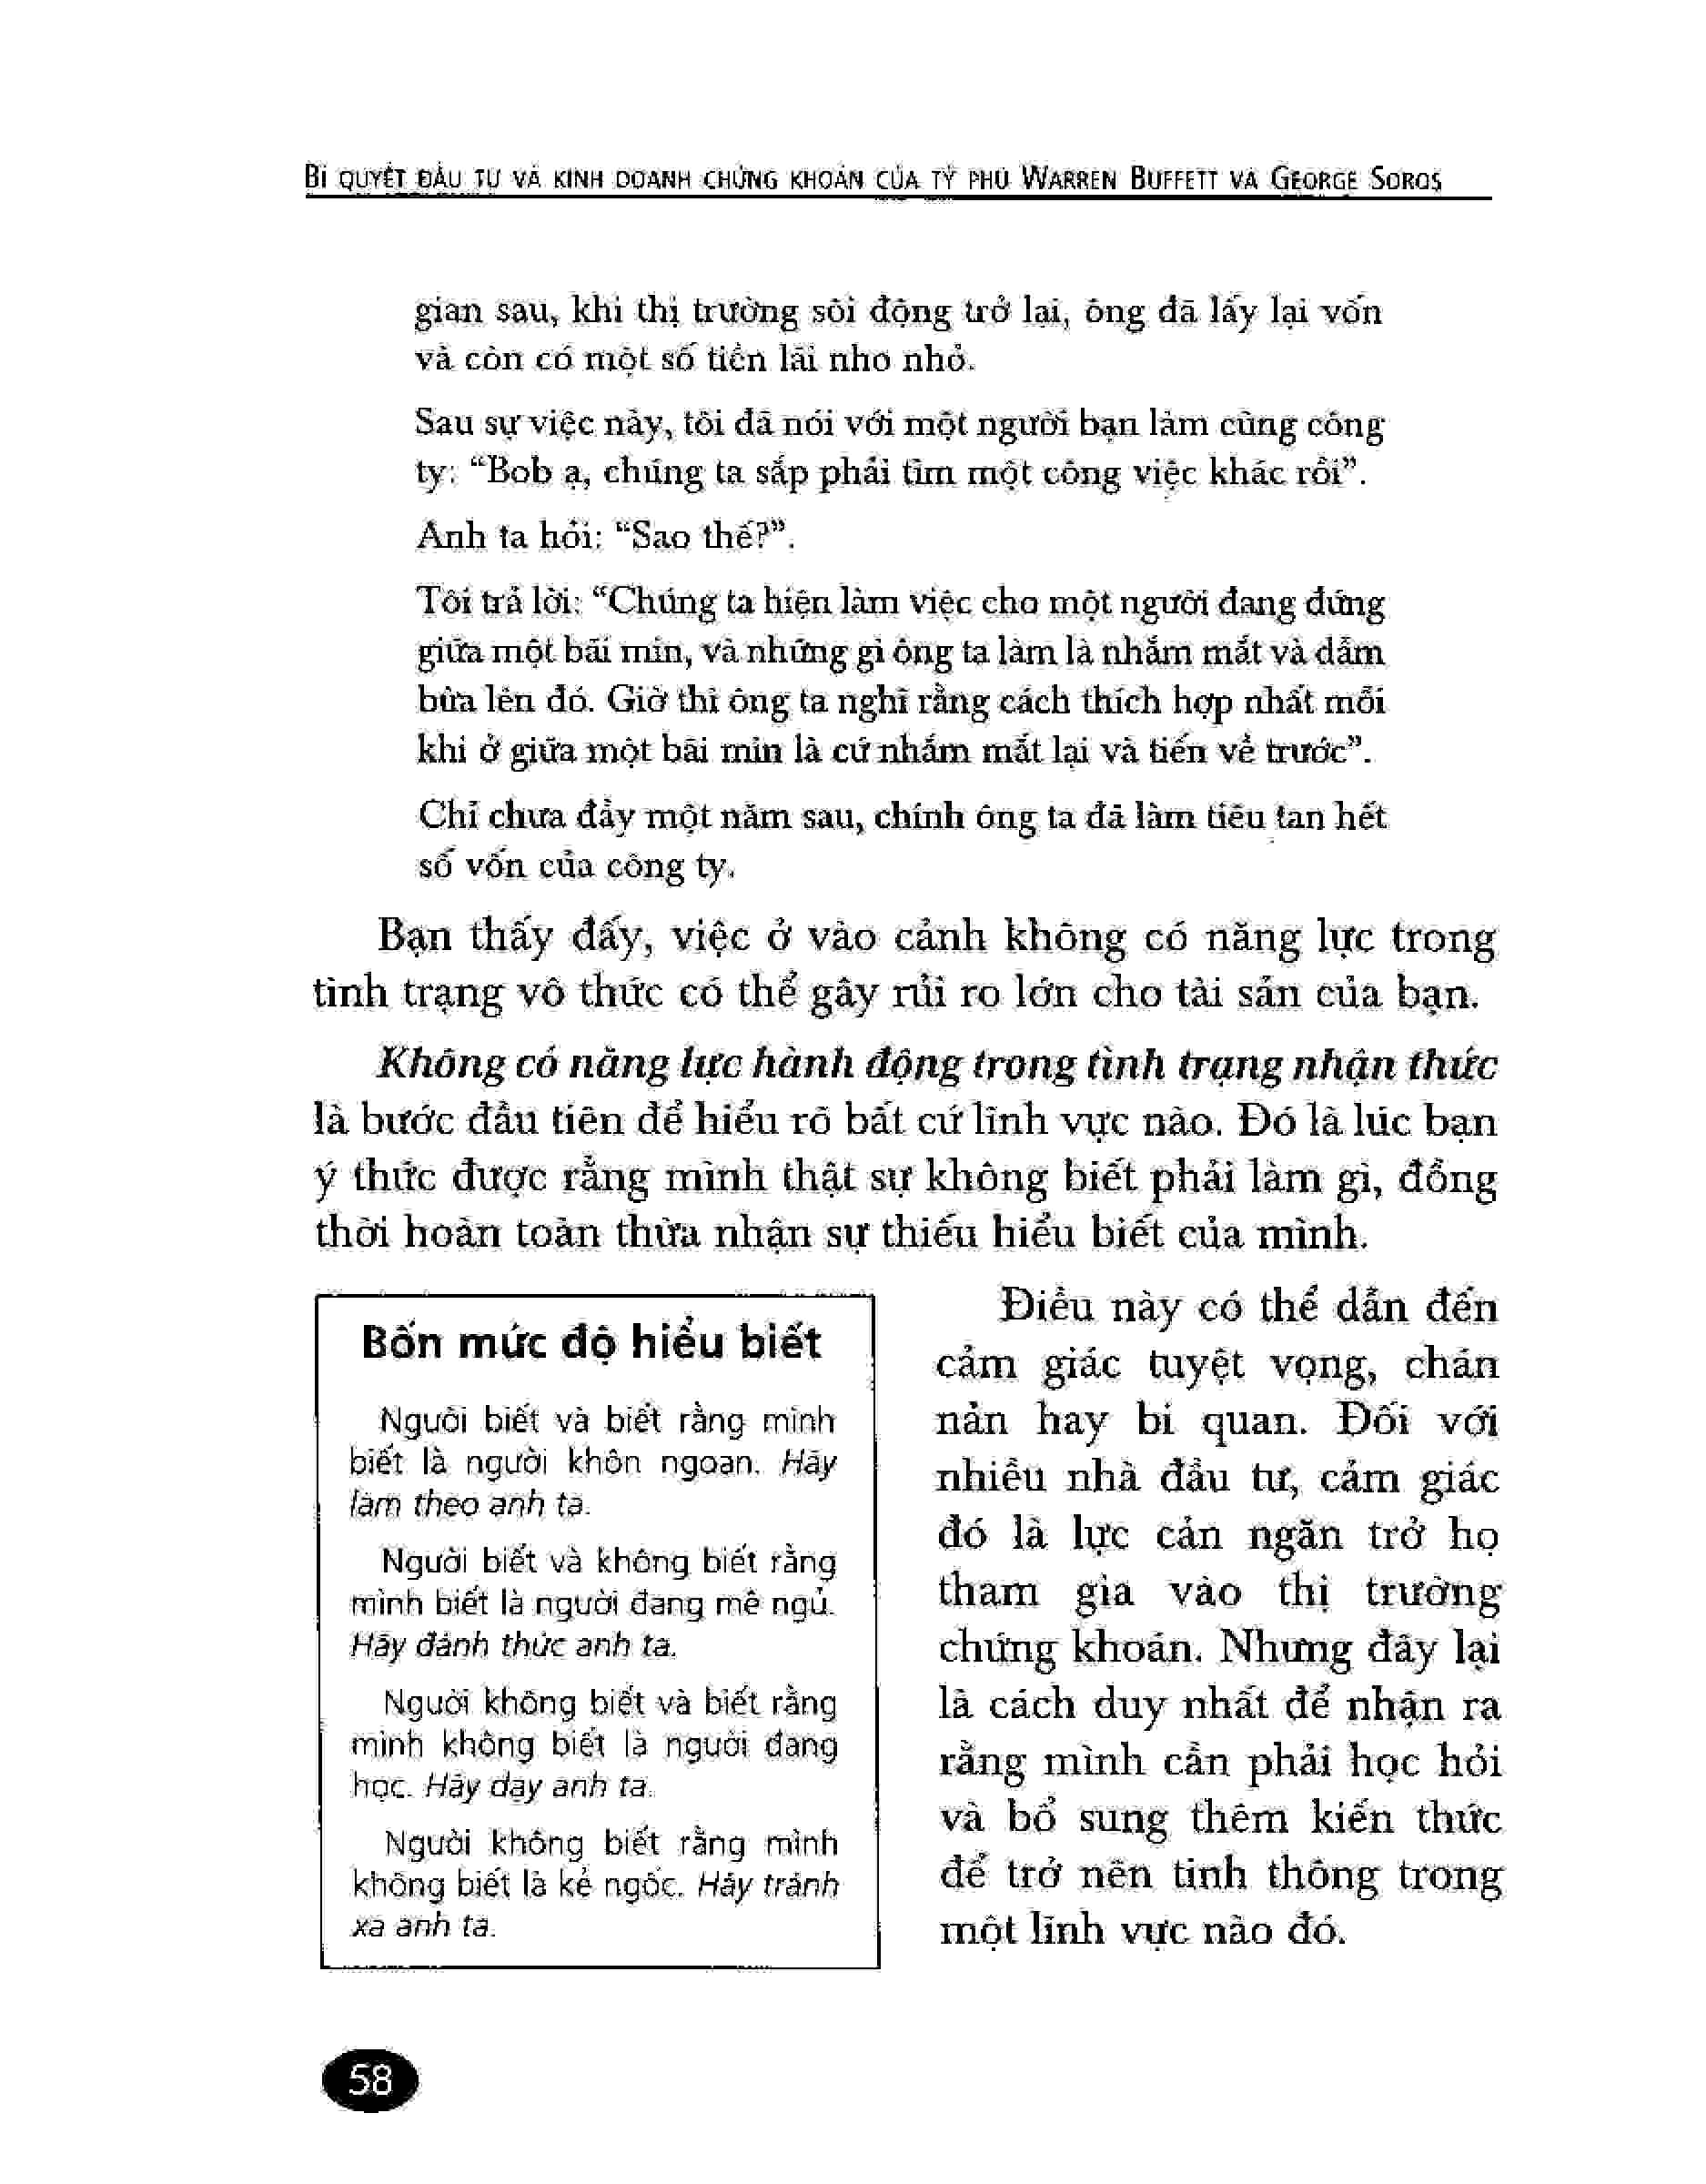 BÍ QUYẾT ĐẦU TƯ VÀ KINH DOANH CHỨNG KHOÁN CỦA TỶ PHÚ WARREN BUFFETT VÀ GEORGE SOROS
gian sau, khi thị trường sôi động trở lại, ông đã lấy lại vốn
và còn có một số tiền lãi nho nhỏ.
Sau sự việc này, tôi đã nói với một người bạn làm cùng công
ty: “Bob ạ, chúng ta sắp phải tìm một công việc khác rồi”.
Anh ta hỏi: “Sao thế?”.
Tôi trả lời: “Chúng ta hiện làm việc cho một người đang đứng
giữa một bãi mìn, và những gì ông ta làm là nhắm mắt và dẫm
bừa lên đó. Giờ thì ông ta nghĩ rằng cách thích hợp nhất mỗi
khi ở giữa một bãi mìn là cứ nhắm mắt lại và tiến về trước”.
Chỉ chưa đầy một năm sau, chính ông ta đã làm tiêu tan hết
số vốn của công ty.
Bạn thấy đấy, việc ở vào cảnh không có năng lực trong
tình trạng vô thức có thể gây rủi ro lớn cho tài sản của bạn.
Không có năng lực hành động trong tình trạng nhận thức
là bước đầu tiên để hiểu rõ bất cứ lĩnh vực nào. Đó là lúc bạn
ý thức được rằng mình thật sự không biết phải làm gì, đồng
thời hoàn toàn thừa nhận sự thiếu hiểu biết của mình.
Bốn mức độ hiểu biết
Người biết và biết rằng mình
biết là người khôn ngoan. Hãy
làm theo anh ta.
Người biết và không biết rằng
mình biết là người đang mê ngủ.
Hãy đánh thức anh ta.
Người không biết và biết rằng
mình không biết là người đang
học. Hãy dạy anh ta.
Người không biết rằng mình
không biết là kẻ ngốc. Hãy tránh
xa anh ta.
Điều này có thể dẫn đến
cảm giác tuyệt vọng, chán
nản hay bi quan. Đối với
nhiều nhà đầu tư, cảm giác
đó là lực cản ngăn trở họ
tham gia vào thị trường
chứng khoán. Nhưng đây lại
là cách duy nhất để nhận ra
rằng mình cần phải học hỏi
và bổ sung thêm kiến thức
để trở nên tinh thông trong
một lĩnh vực nào đó.
58